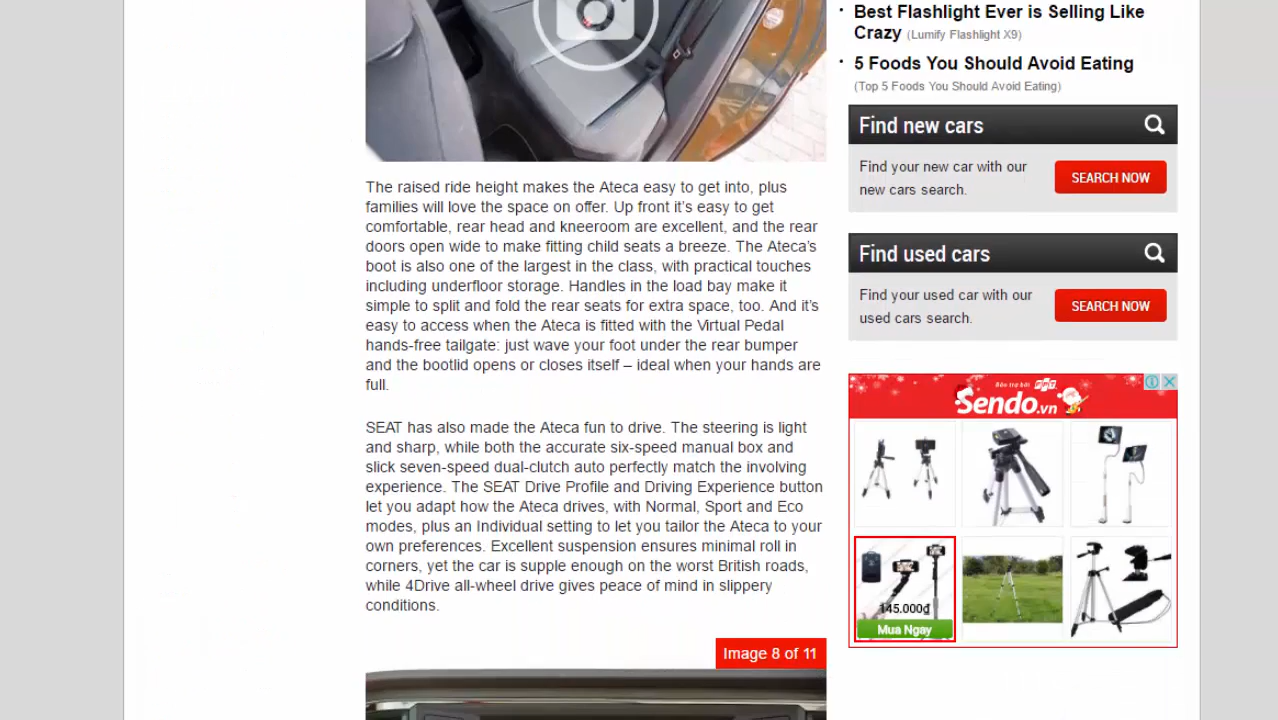 The raised ride height makes the Ateca easy to get into, plus
families will love the space on offer. Up front it’s easy to get
comfortable, rear head and kneeroom are excellent, and the rear
doors open wide to make fitting child seats a breeze. The Ateca’s
boot is also one of the largest in the class, with practical touches
including underfloor storage. Handles in the load bay make it
simple to split and fold the rear seats for extra space, too. And it’s
easy to access when the Ateca is fitted with the Virtual Pedal
hands-free tailgate: just wave your foot under the rear bumper
and the bootlid opens or closes itself – ideal when your hands are
full.
SEAT has also made the Ateca fun to drive. The steering is light
and sharp, while both the accurate six-speed manual box and
slick seven-speed dual-clutch auto perfectly match the involving
experience. The SEAT Drive Profile and Driving Experience button
let you adapt how the Ateca drives, with Normal, Sport and Eco
modes, plus an Individual setting to let you tailor the Ateca to your
own preferences. Excellent suspension ensures minimal roll in
corners, yet the car is supple enough on the worst British roads,
while 4Drive all-wheel drive gives peace of mind in slippery
conditions.
Image 8 of 11
· Best Flashlight Ever is Selling Like
Crazy (Lumify Flashlight X9)
· 5 Foods You Should Avoid Eating
(Top 5 Foods You Should Avoid Eating)
Find new cars
Find your new car with our
new cars search.
SEARCH NOW
Find used cars
Find your used car with our
used cars search.
SEARCH NOW
Bảo trợ bởi FPT
Sendo.vn
145.000₫
Mua Ngay